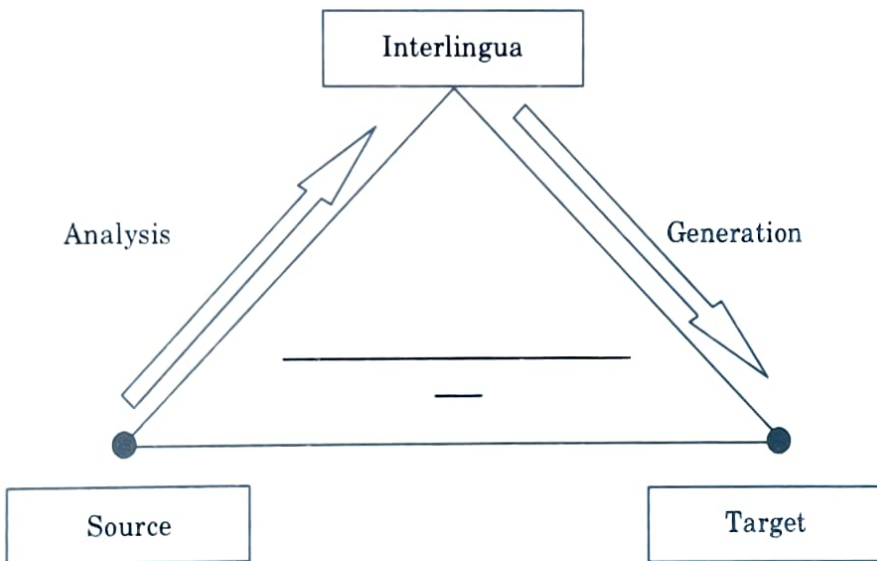 Interlingua
Analysis
Generation
Source
Target